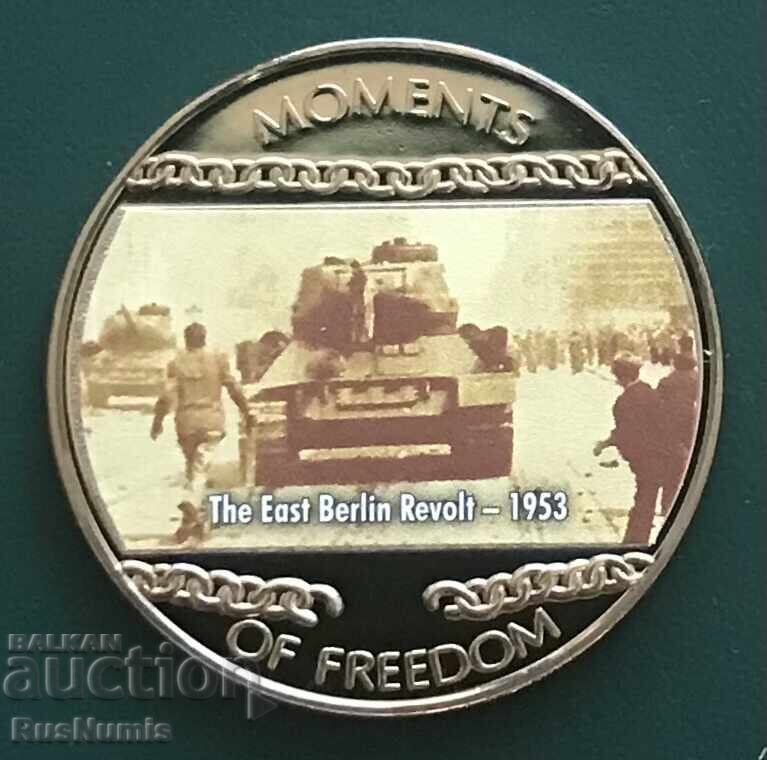 MOMENTS
The East Berlin Revolt – 1953
OF FREEDOM
BALKAN
auction
RusNumis